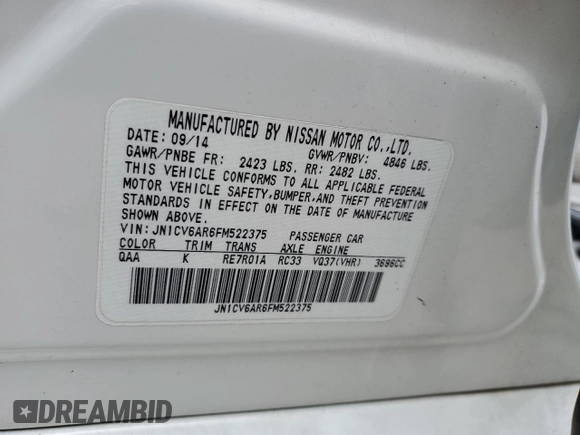 MANUFACTURED BY NISSAN MOTOR CO.,LTD.
DATE: 09/14 GVWR/PNBV: 4846 LBS.
GAWR/PNBE FR: 2423 LBS. RR: 2482 LBS.
THIS VEHICLE CONFORMS TO ALL APPLICABLE FEDERAL
MOTOR VEHICLE SAFETY,BUMPER,AND THEFT PREVENTION
STANDARDS IN EFFECT ON THE DATE OF MANUFACTURE
SHOWN ABOVE.
VIN: JN1CV6AR6FM522375 PASSENGER CAR
COLOR TRIM TRANS AXLE ENGINE
QAA K RE7R01A RC33 VQ37(VHR) 3696CC
JN1CV6AR6FM522375
DREAMBID